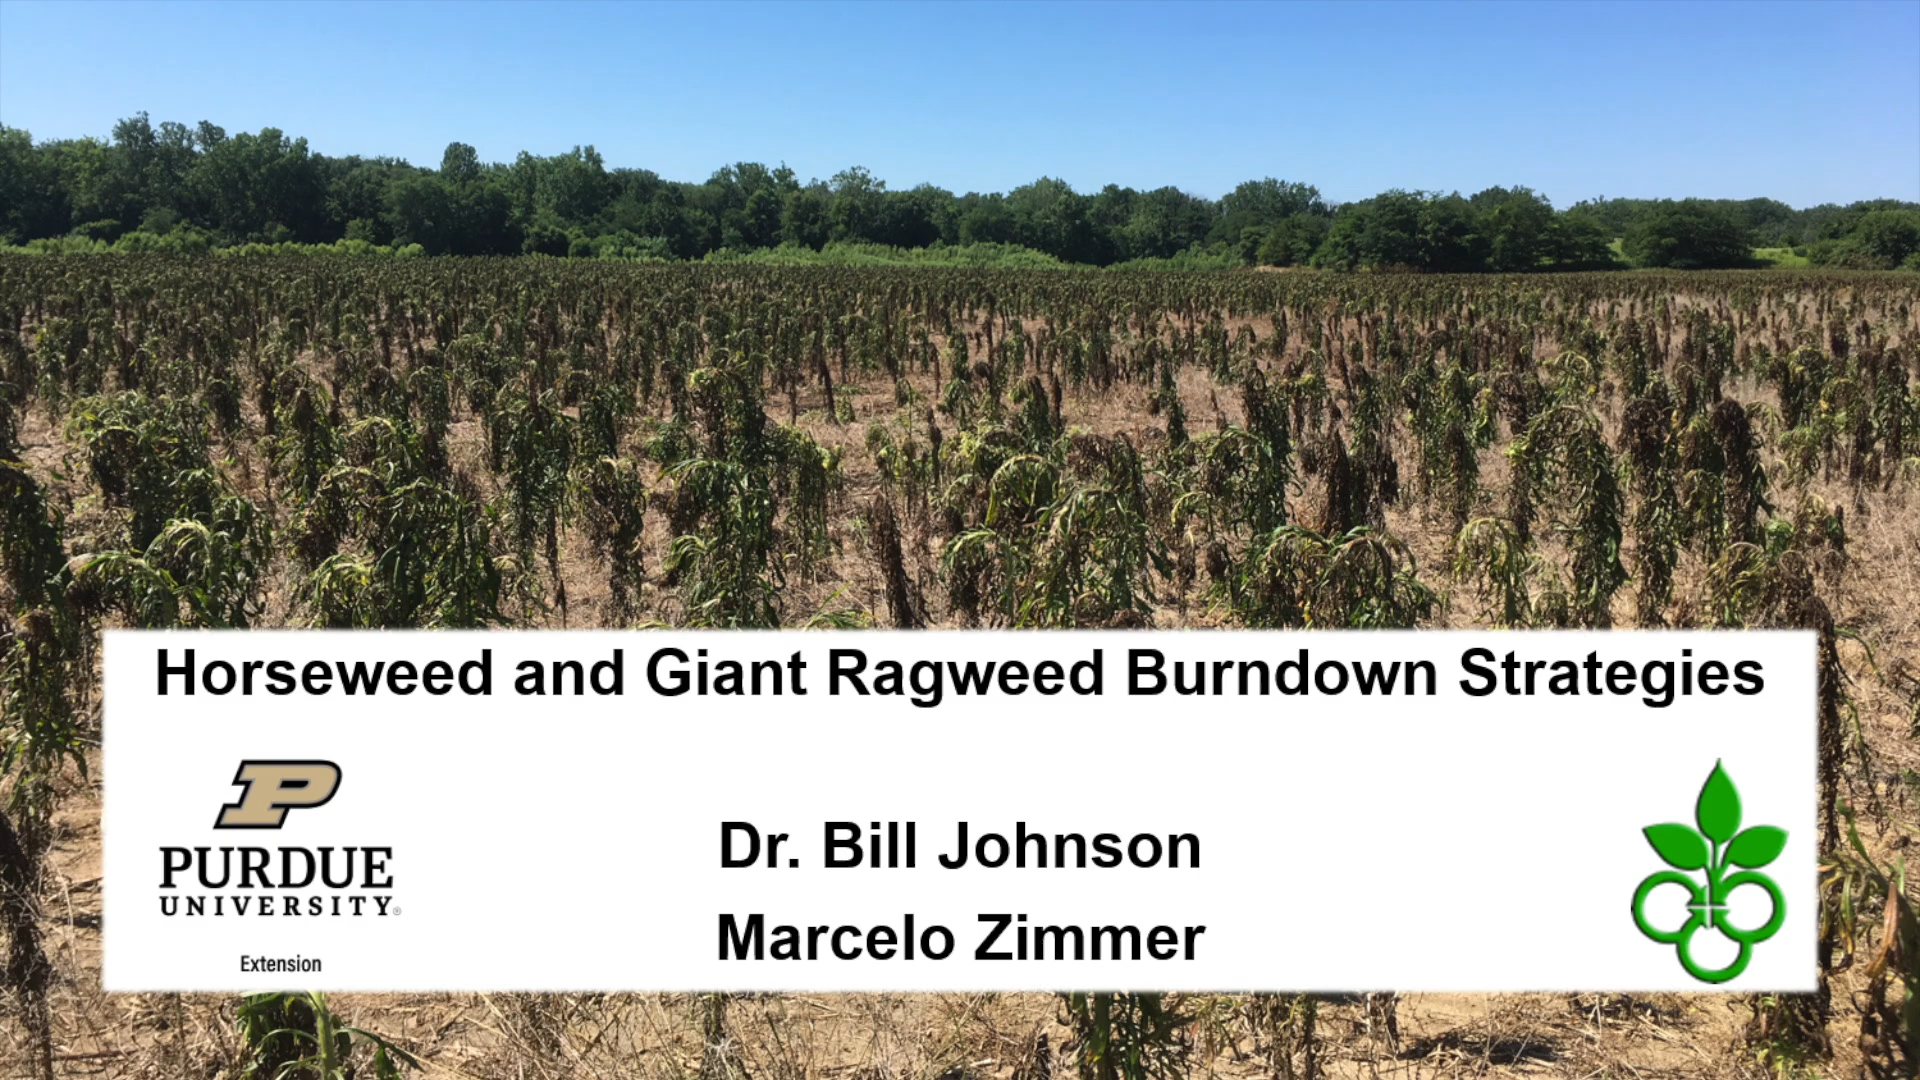 Horseweed and Giant Ragweed Burndown Strategies
PURDUE
UNIVERSITY®
Extension
Dr. Bill Johnson
Marcelo Zimmer